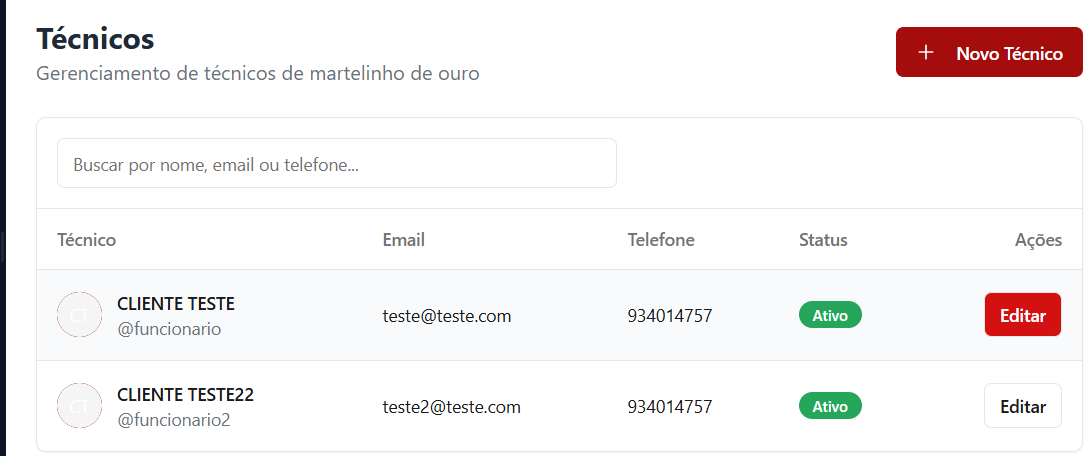 Técnicos
Gerenciamento de técnicos de martelinho de ouro
+ Novo Técnico
Buscar por nome, email ou telefone...
Técnico Email Telefone Status Ações
CT CLIENTE TESTE
@funcionario teste@teste.com 934014757 Ativo Editar
CT CLIENTE TESTE22
@funcionario2 teste2@teste.com 934014757 Ativo Editar